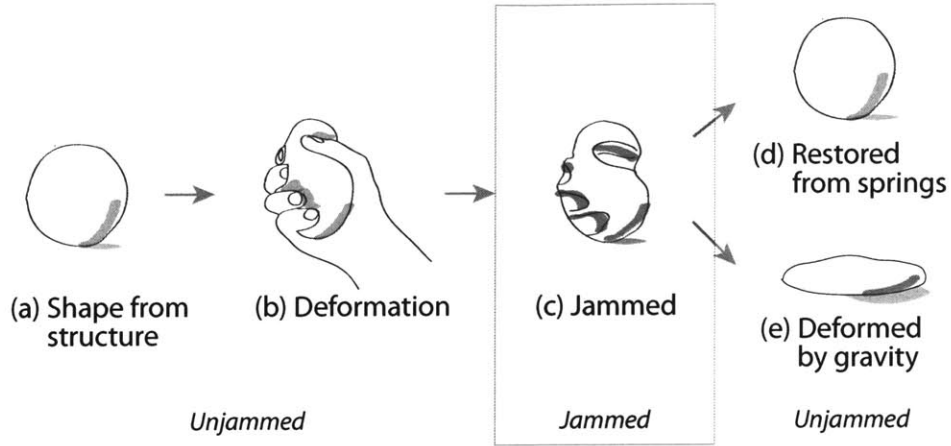 (a) Shape from
structure
(b) Deformation
(c) Jammed
(d) Restored
from springs
(e) Deformed
by gravity
Unjammed
Jammed
Unjammed